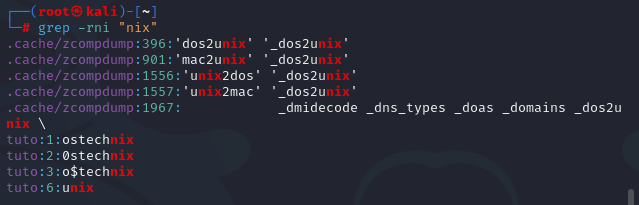 ┌──(root㉿kali)-[~]
└─# grep -rni "nix"
.cache/zcompdump:396:'dos2unix' '_dos2unix'
.cache/zcompdump:901:'mac2unix' '_dos2unix'
.cache/zcompdump:1556:'unix2dos' '_dos2unix'
.cache/zcompdump:1557:'unix2mac' '_dos2unix'
.cache/zcompdump:1967:            _dmidecode _dns_types _doas _domains _dos2u
nix \
tuto:1:ostechnix
tuto:2:0stechnix
tuto:3:o$technix
tuto:6:unix